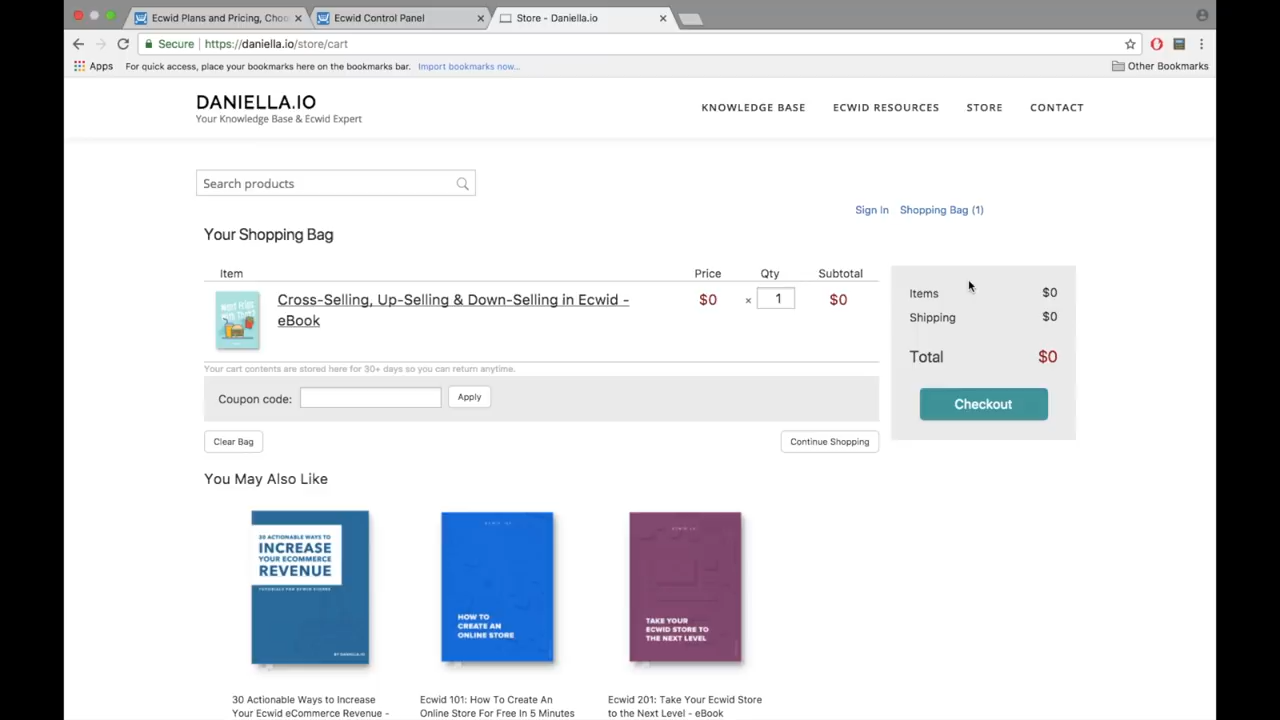 Ecwid Plans and Pricing, Choo
Ecwid Control Panel
Store - Daniella.io
Secure
https://daniella.io/store/cart
Apps
For quick access, place your bookmarks here on the bookmarks bar.
Import bookmarks now...
Other Bookmarks
DANIELLA.IO
Your Knowledge Base & Ecwid Expert
KNOWLEDGE BASE
ECWID RESOURCES
STORE
CONTACT
Search products
Sign In
Shopping Bag (1)
Your Shopping Bag
Item
Price
Qty
Subtotal
Cross-Selling, Up-Selling & Down-Selling in Ecwid -
eBook
$0
×
1
$0
Items
$0
Shipping
$0
Total
$0
Checkout
Your cart contents are stored here for 30+ days so you can return anytime.
Coupon code:
Apply
Clear Bag
Continue Shopping
You May Also Like
30 ACTIONABLE WAYS TO
INCREASE
YOUR ECOMMERCE
REVENUE
TUTORIALS FOR ECWID STORES
BY DANIELLA.IO
HOW TO
CREATE AN
ONLINE STORE
TAKE YOUR
ECWID STORE TO
THE NEXT LEVEL
30 Actionable Ways to Increase
Your Ecwid eCommerce Revenue -
Ecwid 101: How To Create An
Online Store For Free In 5 Minutes
Ecwid 201: Take Your Ecwid Store
to the Next Level - eBook